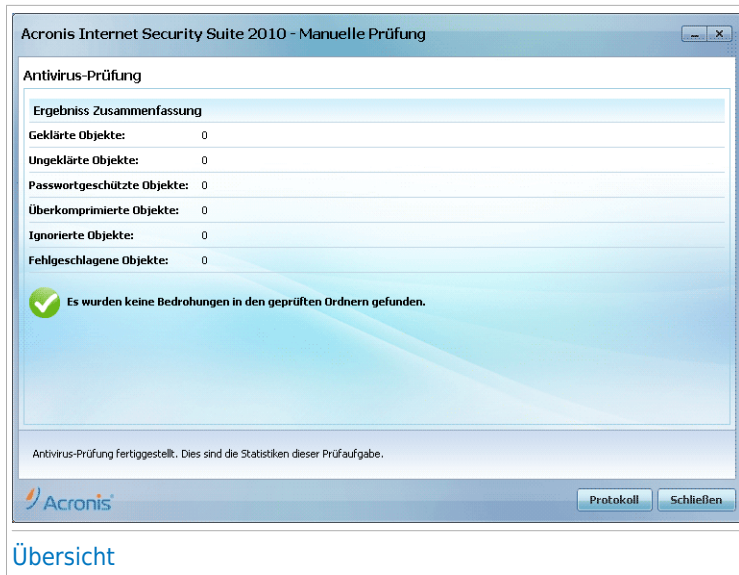 Acronis Internet Security Suite 2010 - Manuelle Prüfung
Antivirus-Prüfung
Ergebniss Zusammenfassung
Geklärte Objekte: 0
Ungeklärte Objekte: 0
Passwortgeschützte Objekte: 0
Überkomprimierte Objekte: 0
Ignorierte Objekte: 0
Fehlgeschlagene Objekte: 0
Es wurden keine Bedrohungen in den geprüften Ordnern gefunden.
Antivirus-Prüfung fertiggestellt. Dies sind die Statistiken dieser Prüfaufgabe.
Acronis
Protokoll Schließen
Übersicht